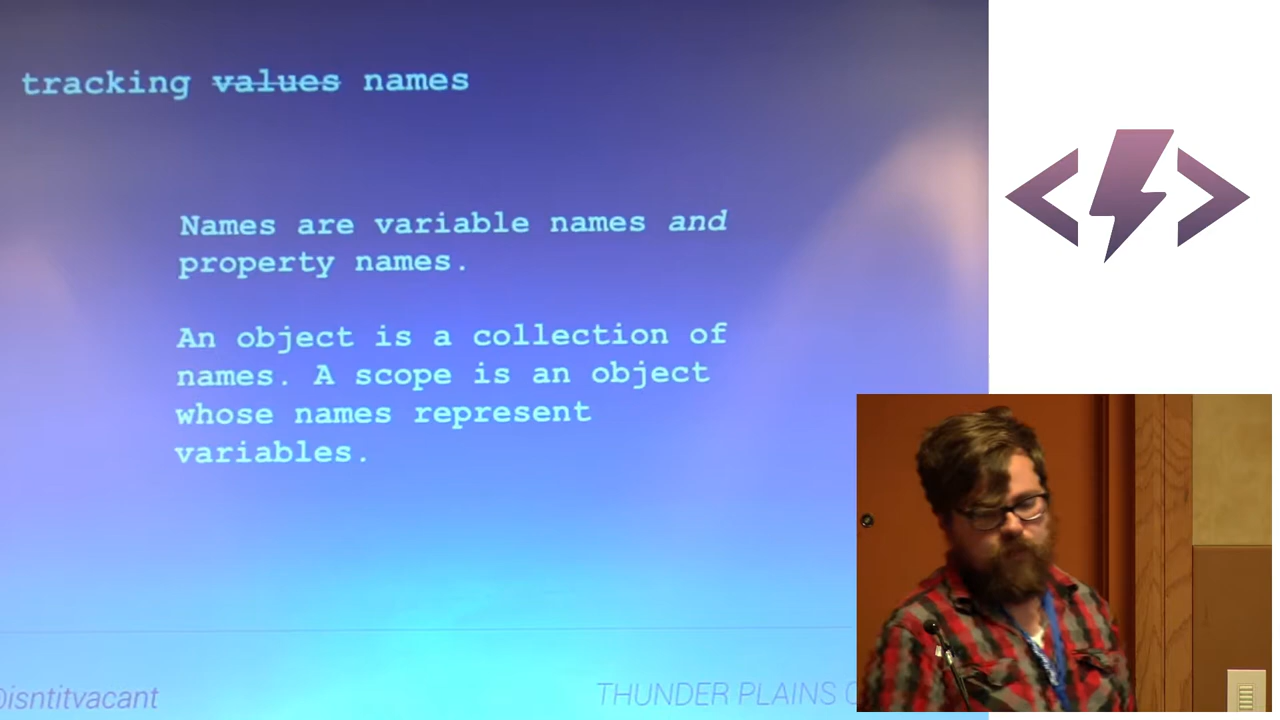 tracking values names
Names are variable names and
property names.
An object is a collection of
names. A scope is an object
whose names represent
variables.
@isntitvacant
THUNDER PLAINS